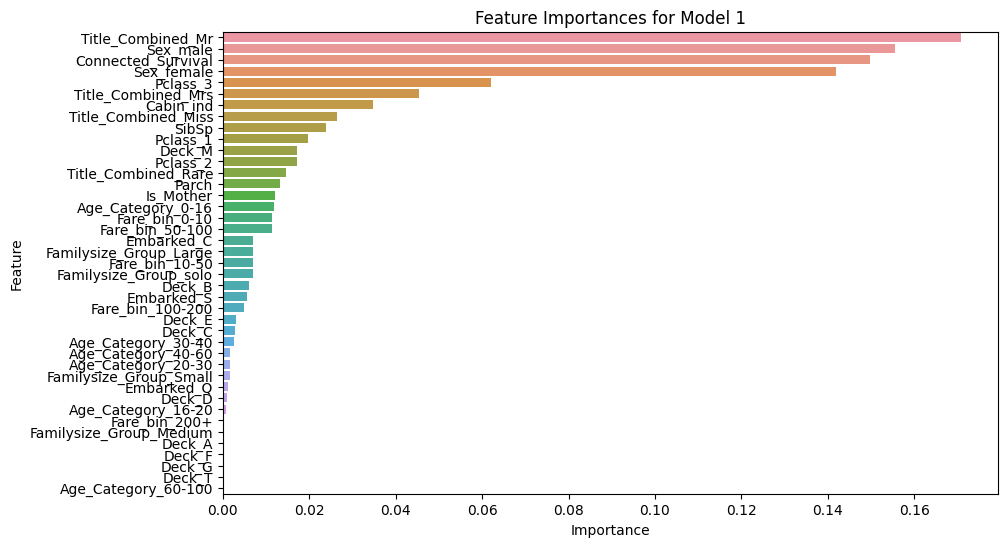 Feature Importances for Model 1
Title_Combined_Mr
Sex_male
Connected_Survival
Sex_female
Pclass_3
Title_Combined_Mrs
Cabin_ind
Title_Combined_Miss
SibSp
Pclass_1
Deck_M
Pclass_2
Title_Combined_Rare
Parch
Is_Mother
Age_Category_0-16
Fare_bin_0-10
Fare_bin_50-100
Embarked_C
Familysize_Group_Large
Fare_bin_10-50
Familysize_Group_solo
Deck_B
Embarked_S
Fare_bin_100-200
Deck_E
Deck_C
Age_Category_30-40
Age_Category_40-60
Age_Category_20-30
Familysize_Group_Small
Embarked_Q
Deck_D
Age_Category_16-20
Fare_bin_200+
Familysize_Group_Medium
Deck_A
Deck_F
Deck_G
Deck_T
Age_Category_60-100
Feature
0.00 0.02 0.04 0.06 0.08 0.10 0.12 0.14 0.16
Importance